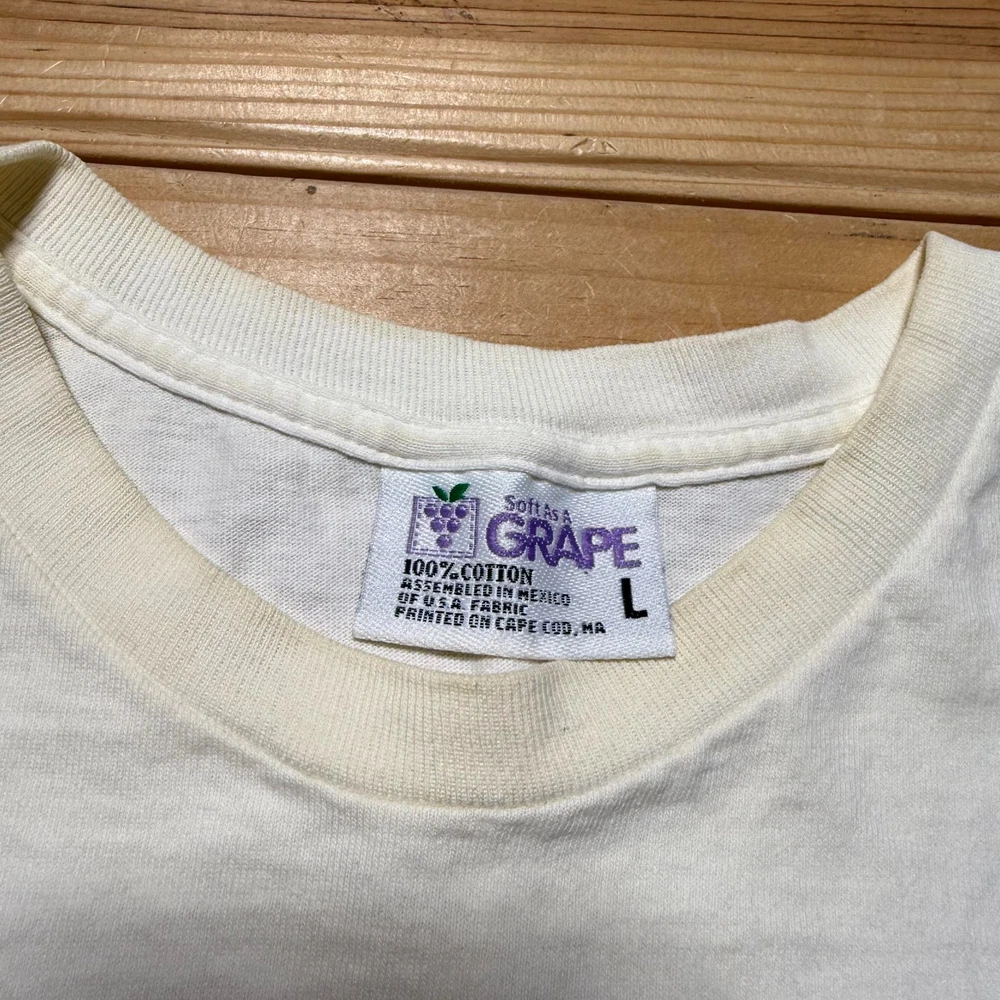 Soft As A
GRAPE
100% COTTON
ASSEMBLED IN MEXICO
OF U.S.A. FABRIC
PRINTED ON CAPE COD, MA
L